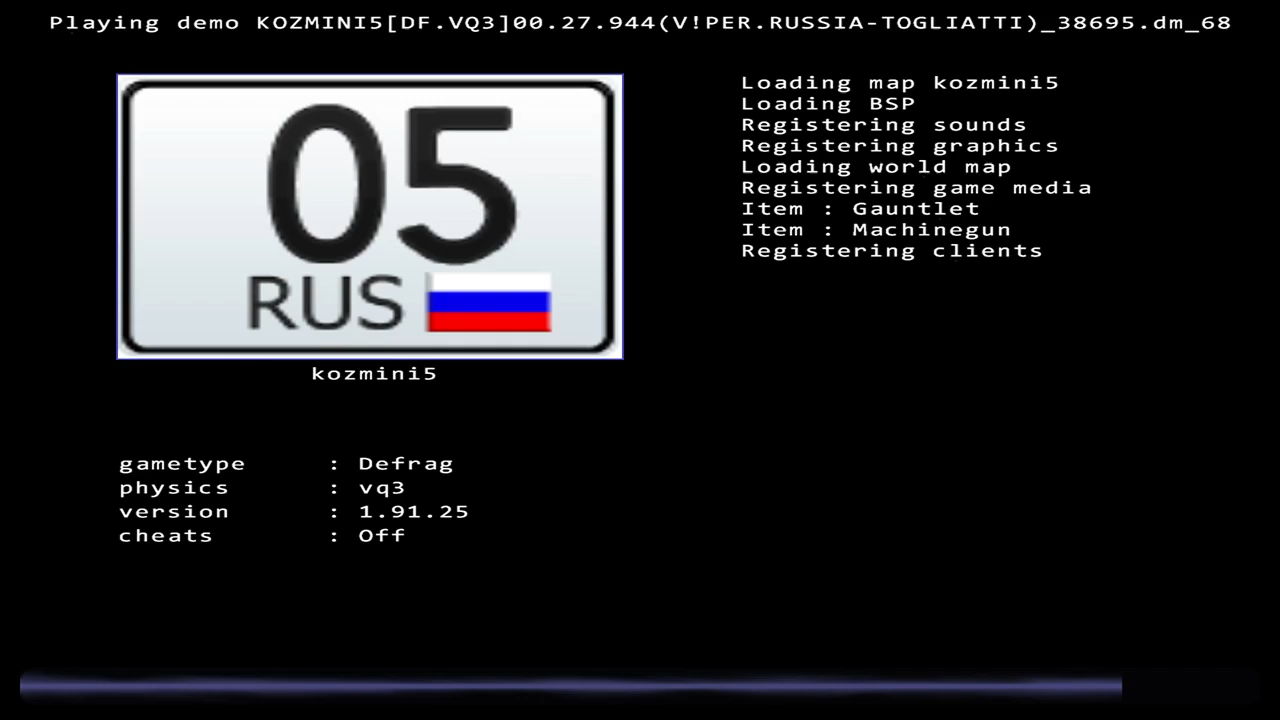 Playing demo KOZMINI5[DF.VQ3]00.27.944(V!PER.RUSSIA-TOGLIATTI)_38695.dm_68
05
RUS
kozmini5
Loading map kozmini5
Loading BSP
Registering sounds
Registering graphics
Loading world map
Registering game media
Item : Gauntlet
Item : Machinegun
Registering clients
gametype : Defrag
physics : vq3
version : 1.91.25
cheats : Off